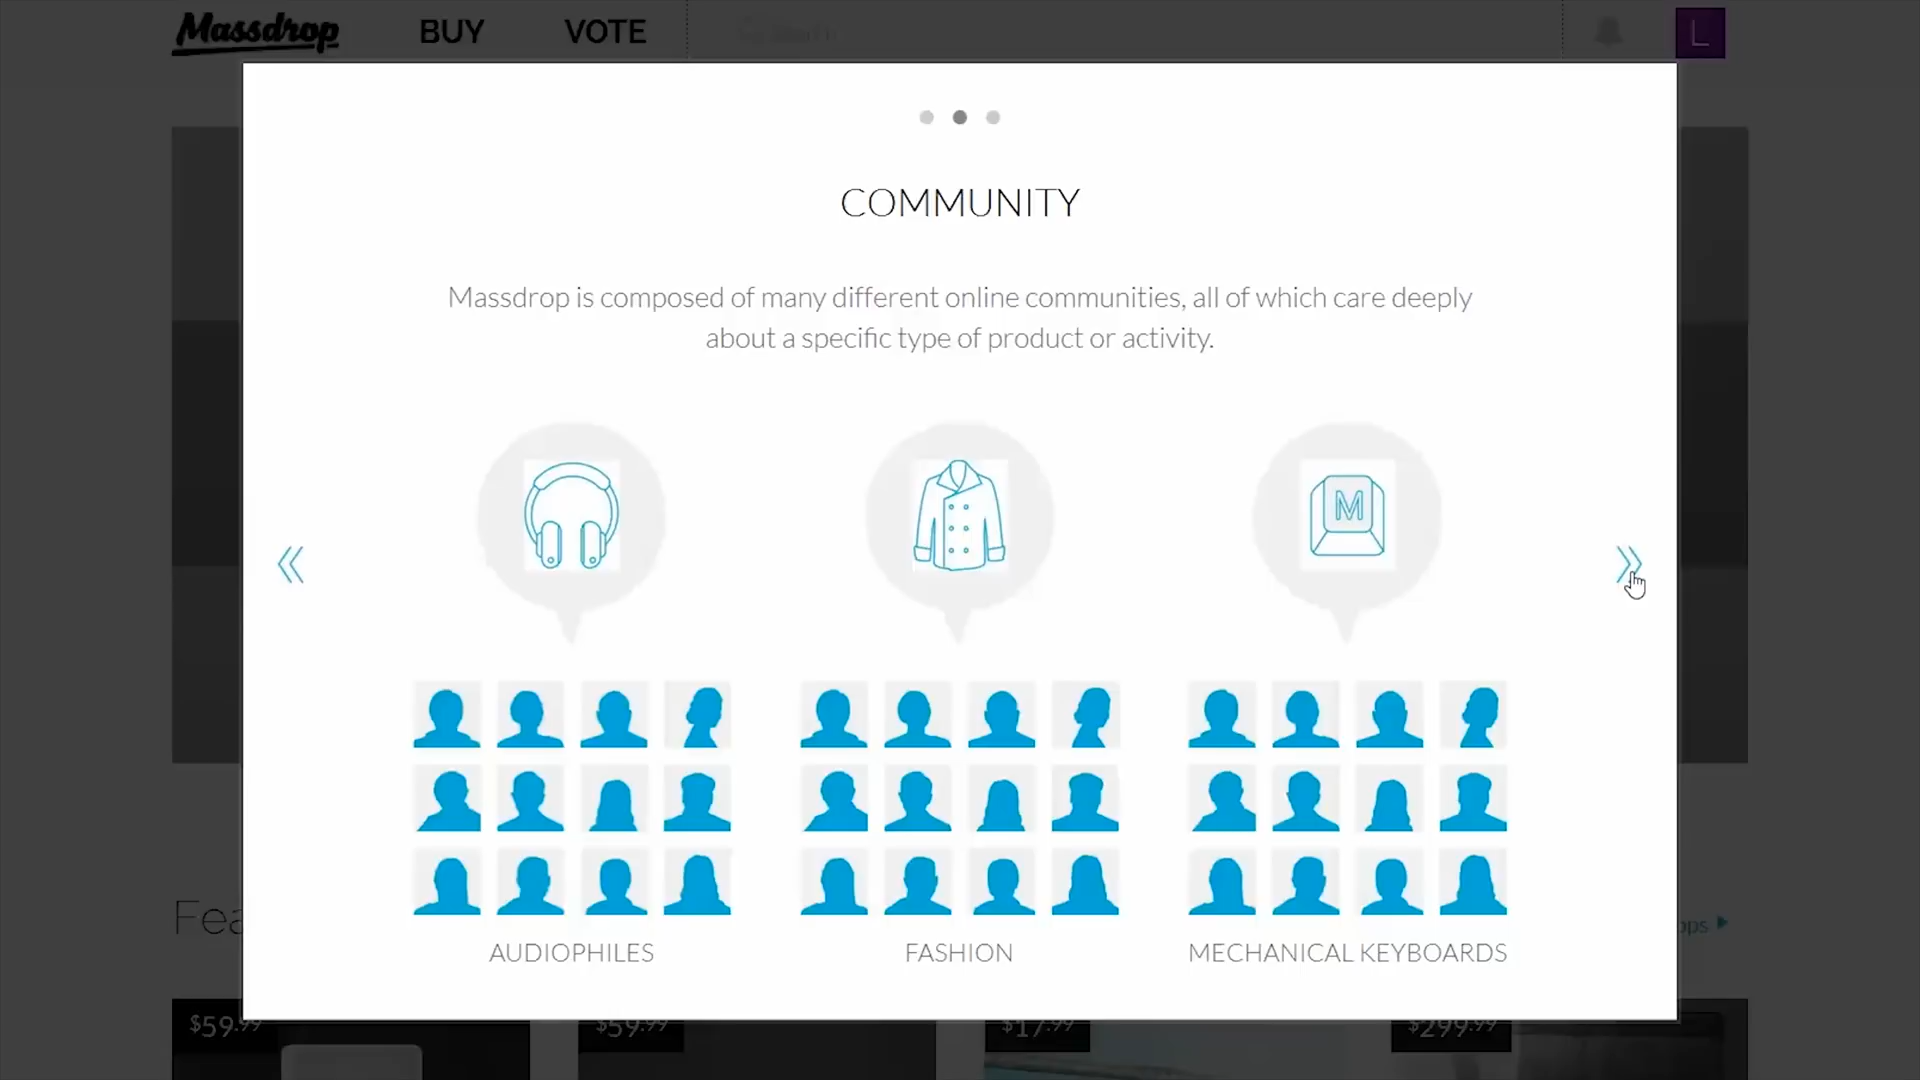 Massdrop BUY VOTE Search L
COMMUNITY
Massdrop is composed of many different online communities, all of which care deeply
about a specific type of product or activity.
M
AUDIOPHILES FASHION MECHANICAL KEYBOARDS
$59.99 $59.99 $17.99 $299.99